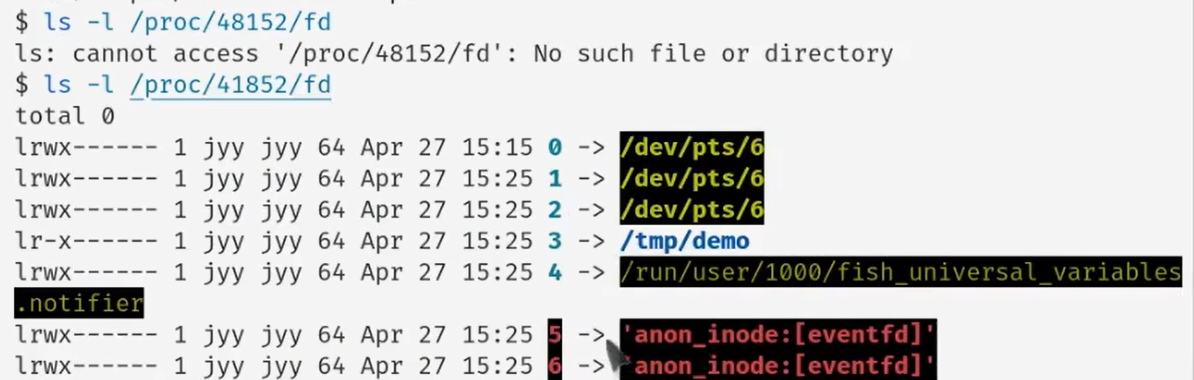 $ ls -l /proc/48152/fd
ls: cannot access '/proc/48152/fd': No such file or directory
$ ls -l /proc/41852/fd
total 0
lrwx------ 1 jyy jyy 64 Apr 27 15:15 0 -> /dev/pts/6
lrwx------ 1 jyy jyy 64 Apr 27 15:25 1 -> /dev/pts/6
lrwx------ 1 jyy jyy 64 Apr 27 15:25 2 -> /dev/pts/6
lr-x------ 1 jyy jyy 64 Apr 27 15:25 3 -> /tmp/demo
lrwx------ 1 jyy jyy 64 Apr 27 15:25 4 -> /run/user/1000/fish_universal_variables
.notifier
lrwx------ 1 jyy jyy 64 Apr 27 15:25 5 -> 'anon_inode:[eventfd]'
lrwx------ 1 jyy jyy 64 Apr 27 15:25 6 -> 'anon_inode:[eventfd]'